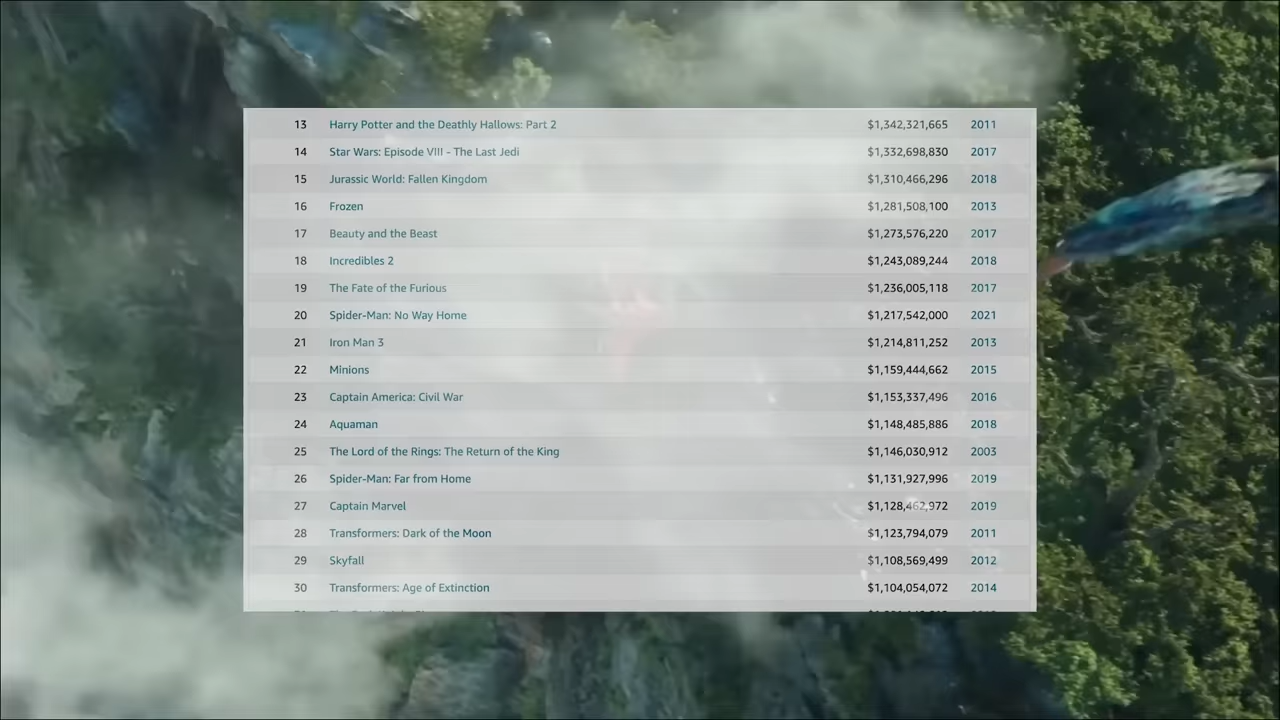 13 Harry Potter and the Deathly Hallows: Part 2 $1,342,321,665 2011
14 Star Wars: Episode VIII - The Last Jedi $1,332,698,830 2017
15 Jurassic World: Fallen Kingdom $1,310,466,296 2018
16 Frozen $1,281,508,100 2013
17 Beauty and the Beast $1,273,576,220 2017
18 Incredibles 2 $1,243,089,244 2018
19 The Fate of the Furious $1,236,005,118 2017
20 Spider-Man: No Way Home $1,217,542,000 2021
21 Iron Man 3 $1,214,811,252 2013
22 Minions $1,159,444,662 2015
23 Captain America: Civil War $1,153,337,496 2016
24 Aquaman $1,148,485,886 2018
25 The Lord of the Rings: The Return of the King $1,146,030,912 2003
26 Spider-Man: Far from Home $1,131,927,996 2019
27 Captain Marvel $1,128,462,972 2019
28 Transformers: Dark of the Moon $1,123,794,079 2011
29 Skyfall $1,108,569,499 2012
30 Transformers: Age of Extinction $1,104,054,072 2014